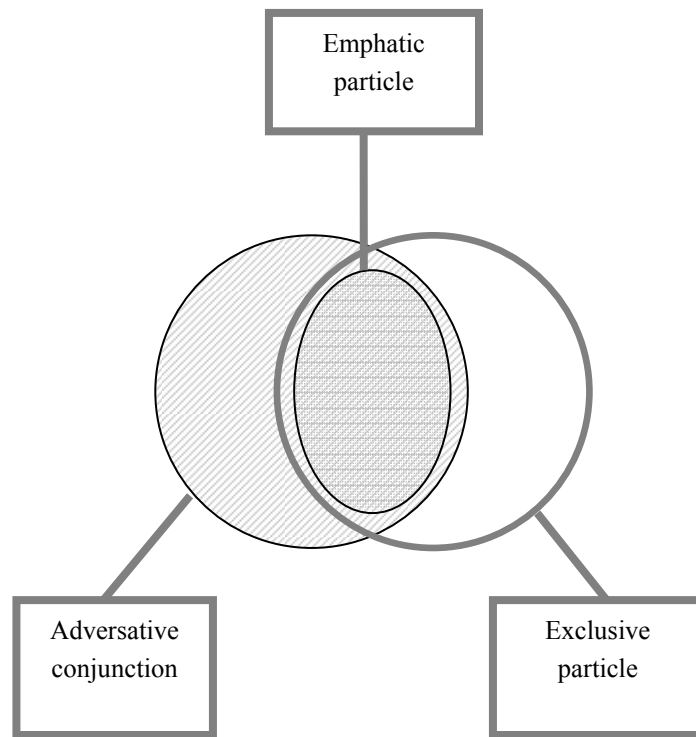 Emphatic
particle
Adversative
conjunction
Exclusive
particle